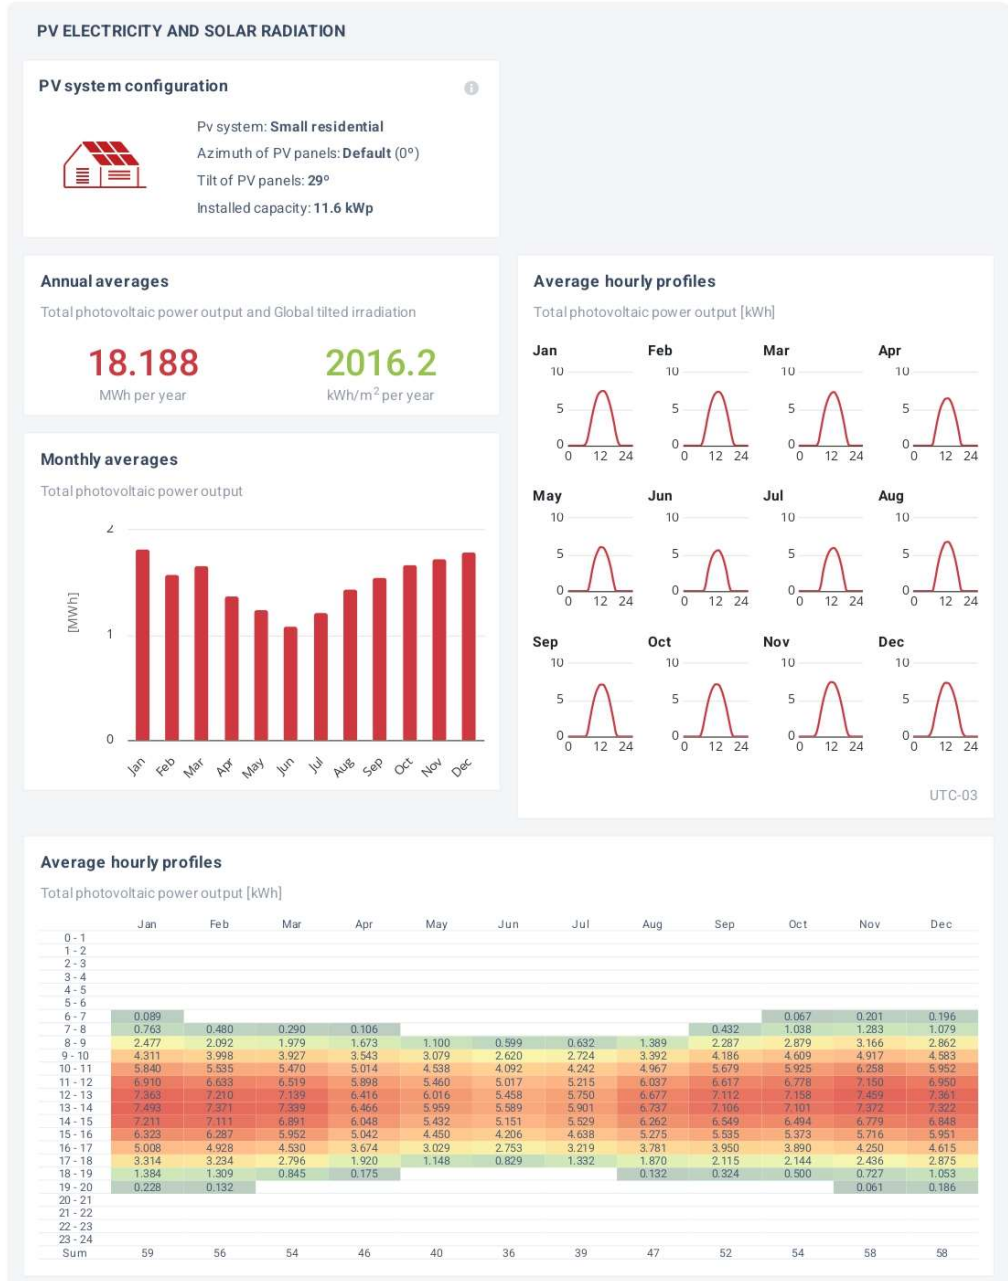 PV ELECTRICITY AND SOLAR RADIATION
PV system configuration
Pv system: Small residential
Azimuth of PV panels: Default (0º)
Tilt of PV panels: 29º
Installed capacity: 11.6 kWp
Annual averages
Total photovoltaic power output and Global tilted irradiation
18.188 2016.2
MWh per year kWh/m² per year
Monthly averages
Total photovoltaic power output
2
1
0
[MWh]
Jan Feb Mar Apr May Jun Jul Aug Sep Oct Nov Dec
Average hourly profiles
Total photovoltaic power output [kWh]
Jan Feb Mar Apr
10 10 10 10
5 5 5 5
0 0 0 0
0 12 24 0 12 24 0 12 24 0 12 24
May Jun Jul Aug
10 10 10 10
5 5 5 5
0 0 0 0
0 12 24 0 12 24 0 12 24 0 12 24
Sep Oct Nov Dec
10 10 10 10
5 5 5 5
0 0 0 0
0 12 24 0 12 24 0 12 24 0 12 24
UTC-03
Average hourly profiles
Total photovoltaic power output [kWh]
Jan Feb Mar Apr May Jun Jul Aug Sep Oct Nov Dec
0 - 1
1 - 2
2 - 3
3 - 4
4 - 5
5 - 6
6 - 7 0.089 0.067 0.201 0.196
7 - 8 0.763 0.480 0.290 0.106 0.432 1.038 1.283 1.079
8 - 9 2.477 2.092 1.979 1.673 1.100 0.599 0.632 1.389 2.287 2.879 3.166 2.862
9 - 10 4.311 3.998 3.927 3.543 3.079 2.620 2.724 3.392 4.186 4.609 4.917 4.583
10 - 11 5.840 5.535 5.470 5.014 4.538 4.092 4.242 4.967 5.679 5.925 6.258 5.952
11 - 12 6.910 6.633 6.519 5.898 5.460 5.017 5.215 6.037 6.617 6.778 7.150 6.950
12 - 13 7.363 7.210 7.139 6.416 6.016 5.458 5.750 6.677 7.112 7.158 7.459 7.361
13 - 14 7.493 7.371 7.339 6.466 5.959 5.589 5.901 6.737 7.106 7.101 7.372 7.322
14 - 15 7.211 7.111 6.891 6.048 5.432 5.151 5.529 6.262 6.549 6.494 6.779 6.848
15 - 16 6.323 6.287 5.952 5.042 4.450 4.206 4.638 5.275 5.535 5.373 5.716 5.951
16 - 17 5.008 4.928 4.530 3.674 3.029 2.753 3.219 3.781 3.950 3.890 4.250 4.615
17 - 18 3.314 3.234 2.796 1.920 1.148 0.829 1.332 1.870 2.115 2.144 2.436 2.875
18 - 19 1.384 1.309 0.845 0.175 0.132 0.324 0.500 0.727 1.053
19 - 20 0.228 0.132 0.061 0.186
20 - 21
21 - 22
22 - 23
23 - 24
Sum 59 56 54 46 40 36 39 47 52 54 58 58